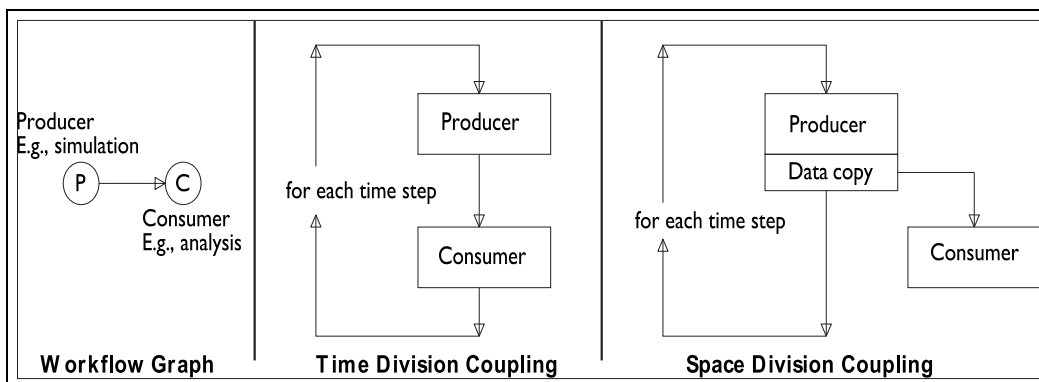 Producer
E.g., simulation
P
C
Consumer
E.g., analysis
Workflow Graph
Producer
for each time step
Consumer
Time Division Coupling
Producer
Data copy
for each time step
Consumer
Space Division Coupling